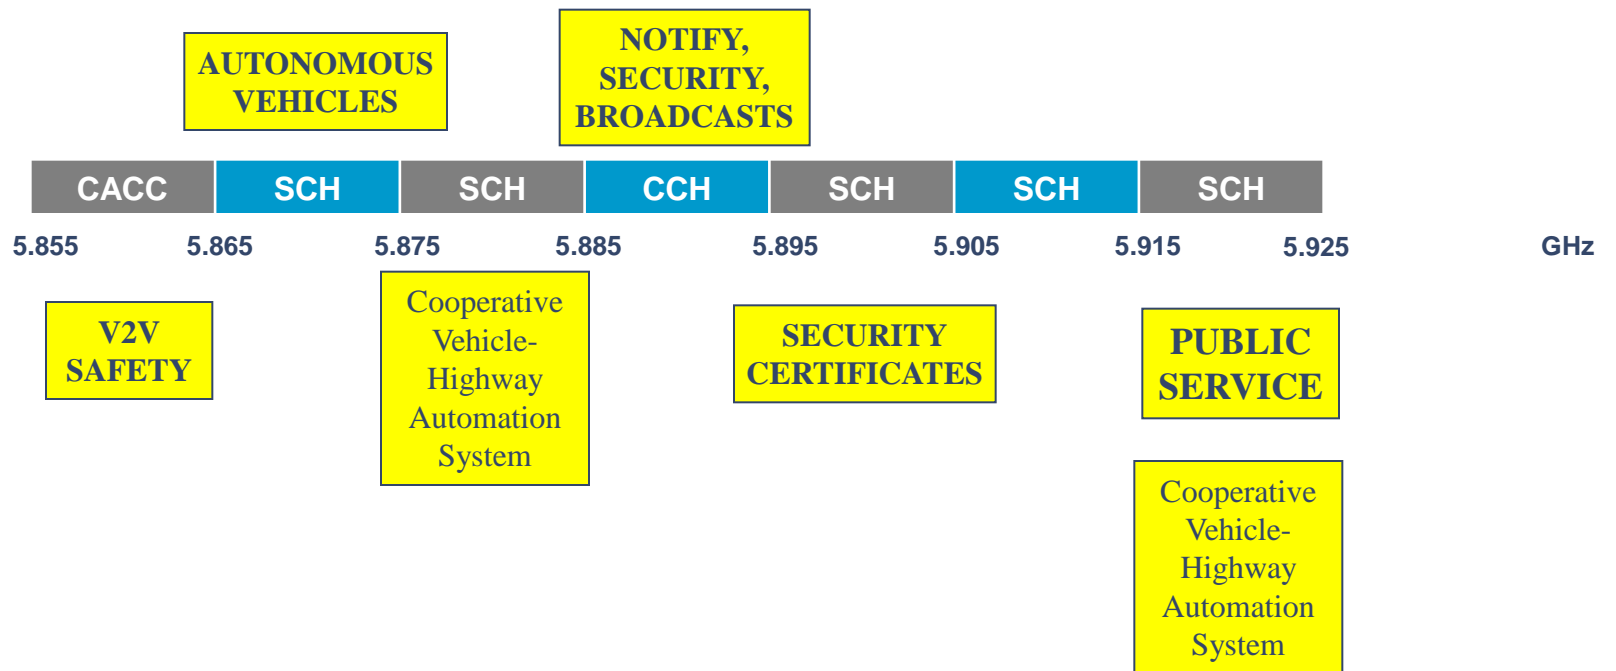 AUTONOMOUS
VEHICLES
NOTIFY,
SECURITY,
BROADCASTS
CACC SCH SCH CCH SCH SCH SCH
5.855 5.865 5.875 5.885 5.895 5.905 5.915 5.925 GHz
V2V
SAFETY
Cooperative
Vehicle-
Highway
Automation
System
SECURITY
CERTIFICATES
PUBLIC
SERVICE
Cooperative
Vehicle-
Highway
Automation
System